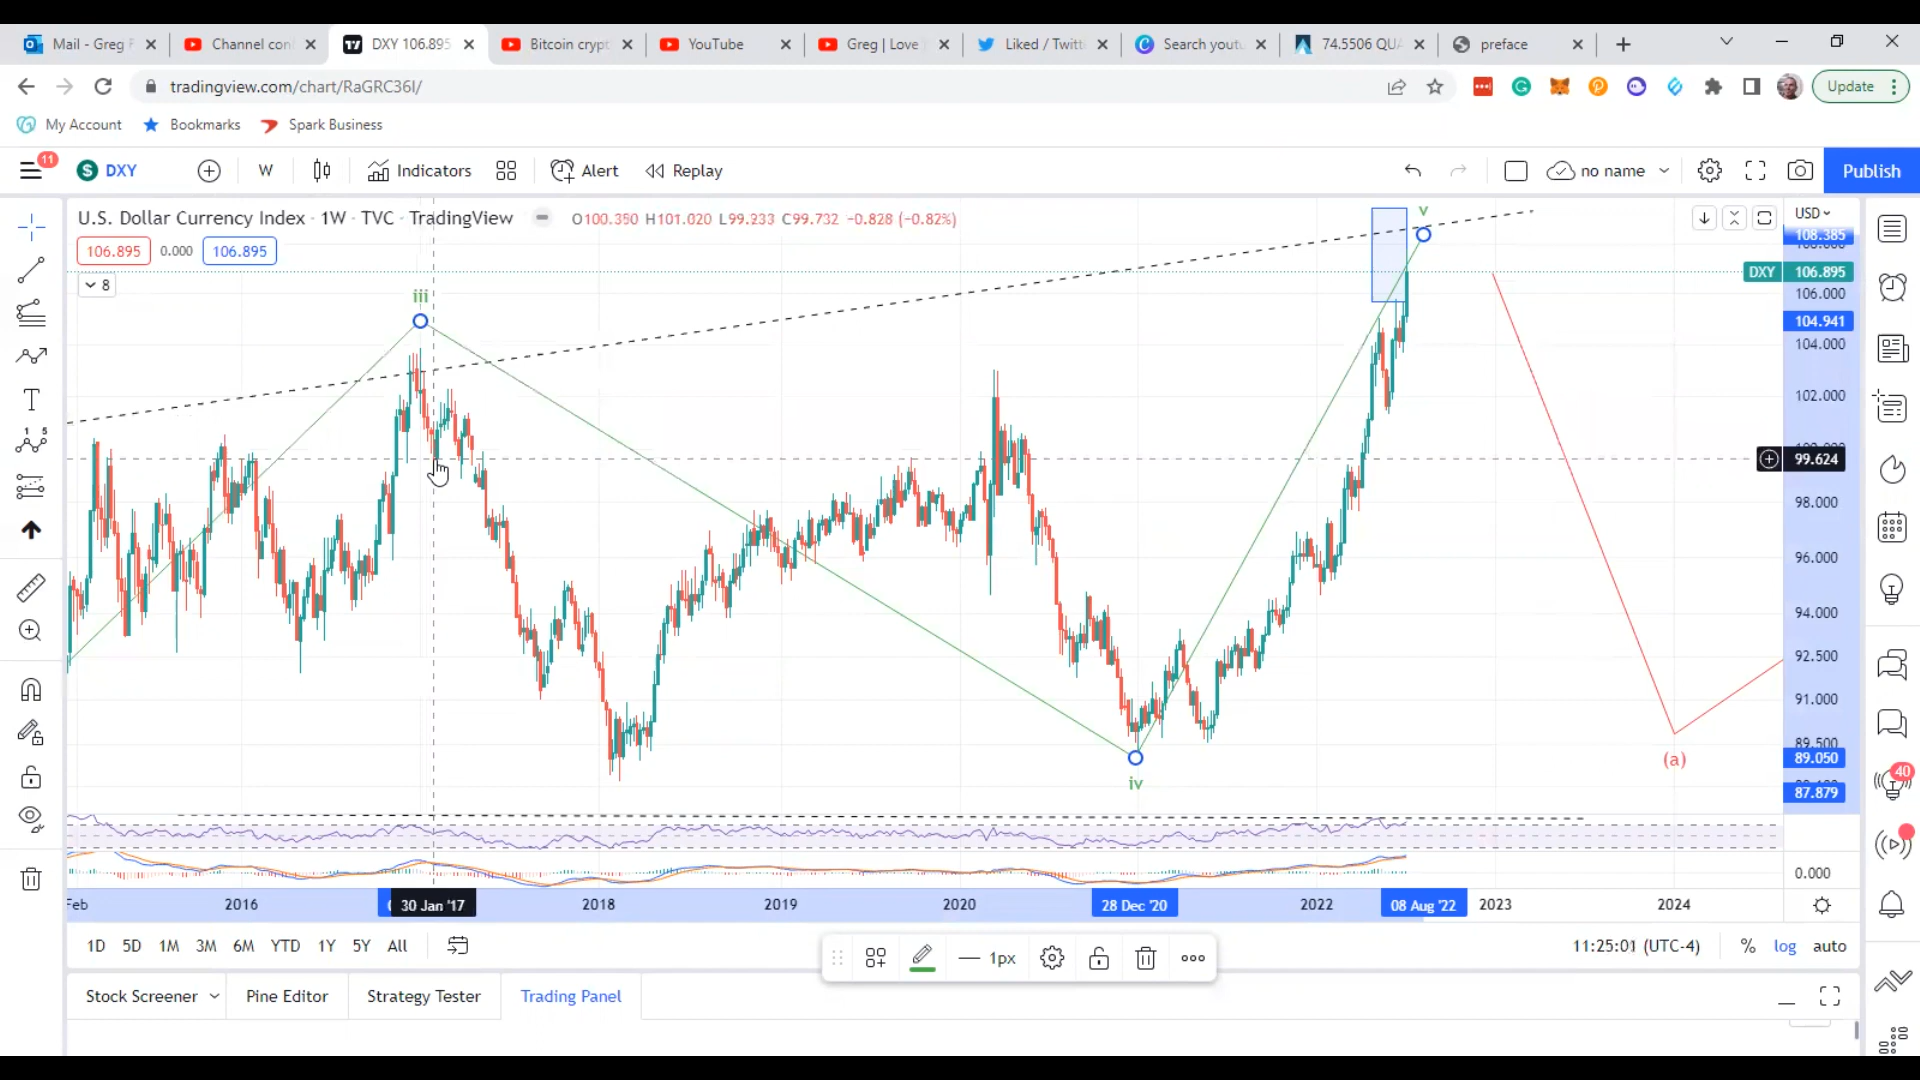 Mail - Greg F
Channel con
DXY 106.895
Bitcoin crypt
YouTube
Greg | Love
Liked / Twitt
Search youtu
74.5506 QUA
preface
tradingview.com/chart/RaGRC36I/
Update
My Account
Bookmarks
Spark Business
11
DXY
W
Indicators
Alert
Replay
no name
Publish
U.S. Dollar Currency Index · 1W · TVC · TradingView
O100.350 H101.020 L99.233 C99.732 -0.828 (-0.82%)
USD
106.895
0.000
106.895
8
v
iii
iv
(a)
108.385
DXY 106.895
106.000
104.941
104.000
102.000
99.624
98.000
96.000
94.000
92.500
91.000
89.500
89.050
87.879
0.000
40
Feb
2016
30 Jan '17
2018
2019
2020
28 Dec '20
2022
08 Aug '22
2023
2024
1D
5D
1M
3M
6M
YTD
1Y
5Y
All
1px
11:25:01 (UTC-4)
%
log
auto
Stock Screener
Pine Editor
Strategy Tester
Trading Panel